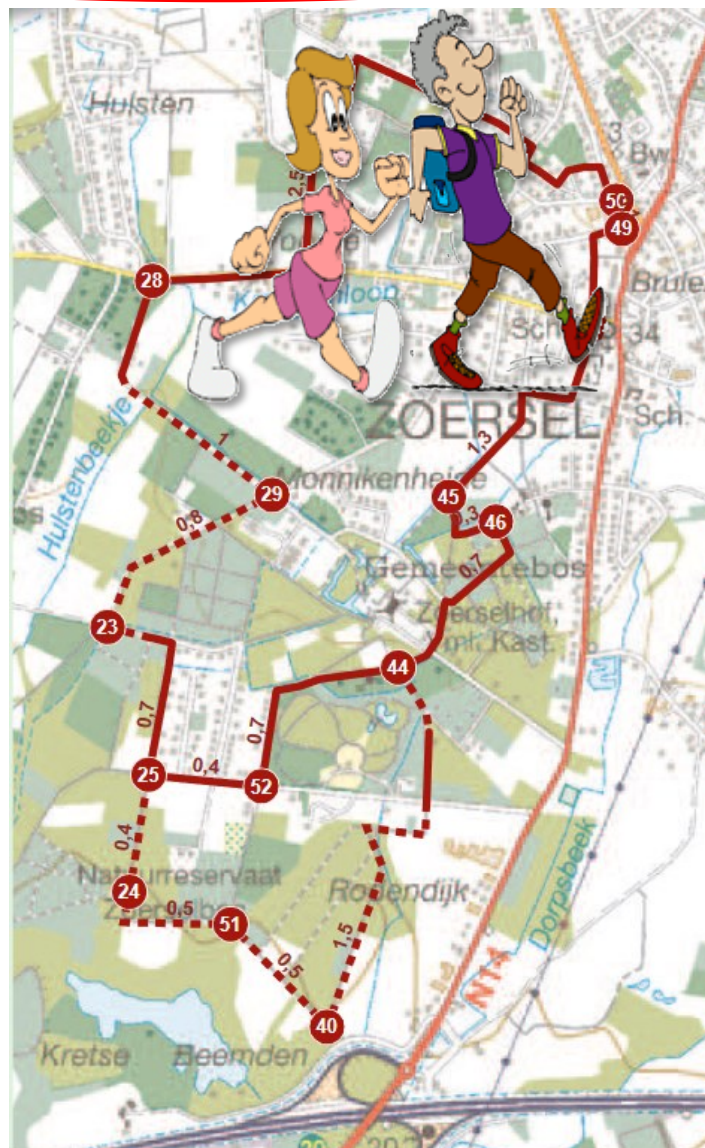 Hulsten
3
Bw.
50
49
2,5
28
Brule
Sch.
34
ZOERSEL
Sch.
Hulstenbeekje
1
1,3
Monnikenheide
29
45
0,3
46
0,8
0,7
Gemeentebos
Zoerselhof,
Vml. Kast.
23
44
0,7
0,7
25
0,4
52
0,4
Natuurreservaat
Zoerselbos
24
Rodendijk
Dorpsbeek
0,5
51
1,5
0,5
N14
40
Kretse Beemden
20